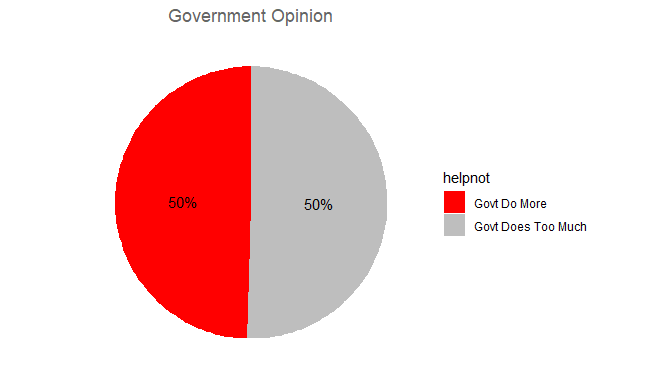 Government Opinion
50%
50%
helpnot
Govt Do More
Govt Does Too Much